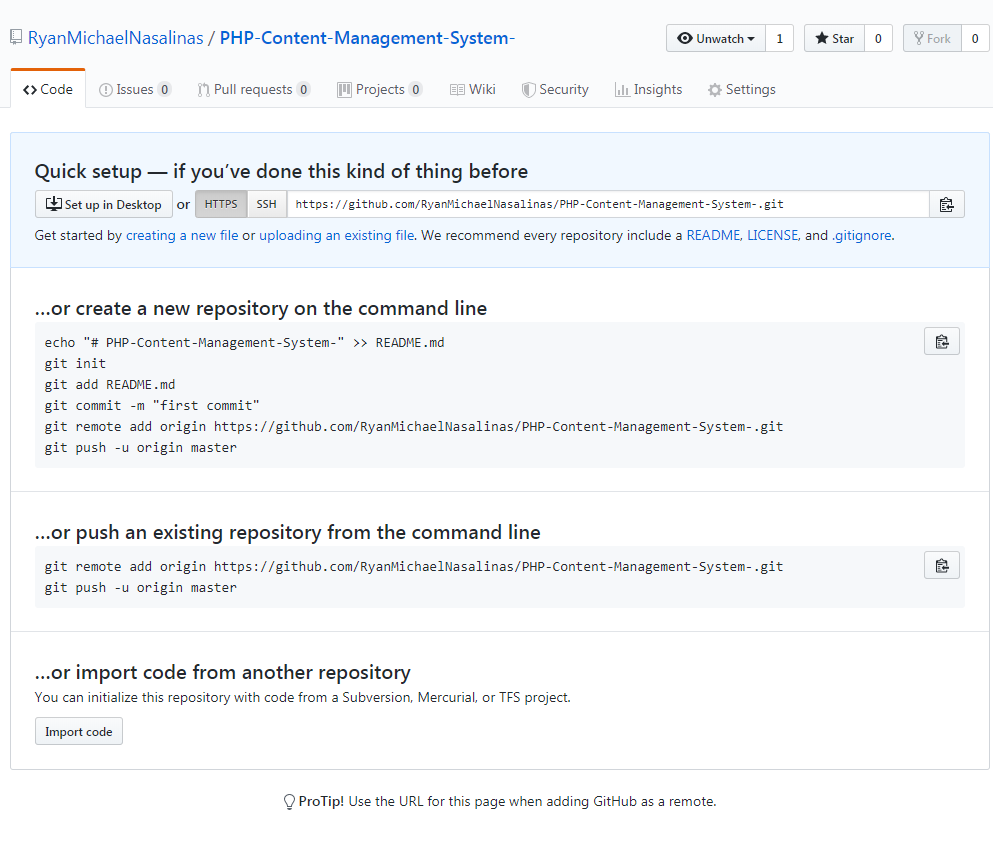 RyanMichaelNasalinas / PHP-Content-Management-System-
Unwatch 1 Star 0 Fork 0
Code Issues 0 Pull requests 0 Projects 0 Wiki Security Insights Settings
Quick setup — if you’ve done this kind of thing before
Set up in Desktop or HTTPS SSH https://github.com/RyanMichaelNasalinas/PHP-Content-Management-System-.git
Get started by creating a new file or uploading an existing file. We recommend every repository include a README, LICENSE, and .gitignore.
…or create a new repository on the command line
echo "# PHP-Content-Management-System-" >> README.md
git init
git add README.md
git commit -m "first commit"
git remote add origin https://github.com/RyanMichaelNasalinas/PHP-Content-Management-System-.git
git push -u origin master
…or push an existing repository from the command line
git remote add origin https://github.com/RyanMichaelNasalinas/PHP-Content-Management-System-.git
git push -u origin master
…or import code from another repository
You can initialize this repository with code from a Subversion, Mercurial, or TFS project.
Import code
ProTip! Use the URL for this page when adding GitHub as a remote.